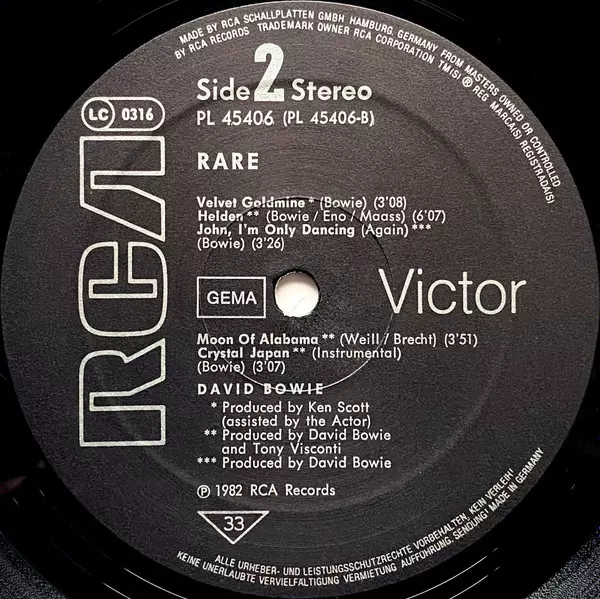 MADE BY RCA SCHALLPLATTEN GMBH HAMBURG, GERMANY FROM MASTERS OWNED OR CONTROLLED
BY RCA RECORDS TRADEMARK OWNER RCA CORPORATION TM(S) ® REG MARCA(S) REGISTRADA(S)
Side 2 Stereo
PL 45406 (PL 45406-B)
LC 0316
RCA
RARE
Velvet Goldmine * (Bowie) (3'08)
Helden ** (Bowie / Eno / Maass) (6'07)
John, I'm Only Dancing (Again) ***
(Bowie) (3'26)
GEMA
Victor
Moon Of Alabama ** (Weill / Brecht) (3'51)
Crystal Japan ** (Instrumental)
(Bowie) (3'07)
DAVID BOWIE
* Produced by Ken Scott
(assisted by the Actor)
** Produced by David Bowie
and Tony Visconti
*** Produced by David Bowie
℗ 1982 RCA Records
33
ALLE URHEBER- UND LEISTUNGSSCHUTZRECHTE VORBEHALTEN, KEIN VERLEIH!
KEINE UNERLAUBTE VERVIELFÄLTIGUNG VERMIETUNG AUFFÜHRUNG, SENDUNG! MADE IN GERMANY